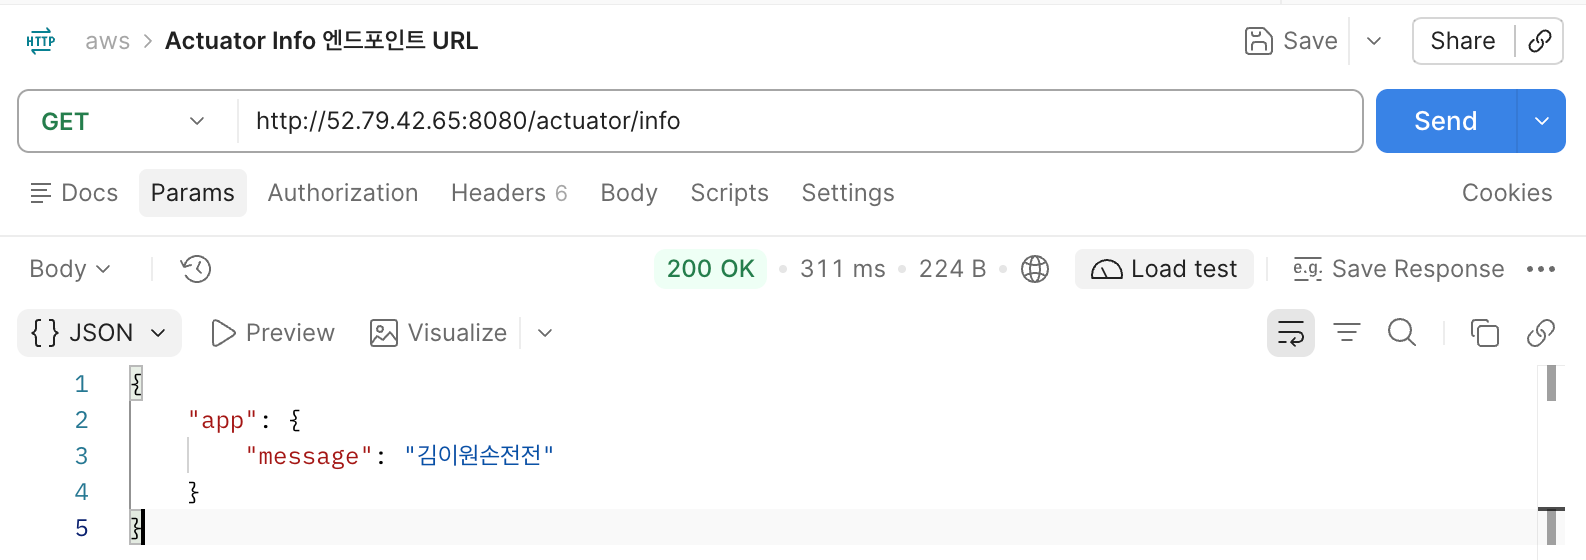 HTTP aws > Actuator Info 엔드포인트 URL Save Share
GET http://52.79.42.65:8080/actuator/info Send
Docs Params Authorization Headers 6 Body Scripts Settings Cookies
Body 200 OK • 311 ms • 224 B • Load test e.g. Save Response •••
{} JSON Preview Visualize
1 {
2 "app": {
3 "message": "김이원손전전"
4 }
5 }